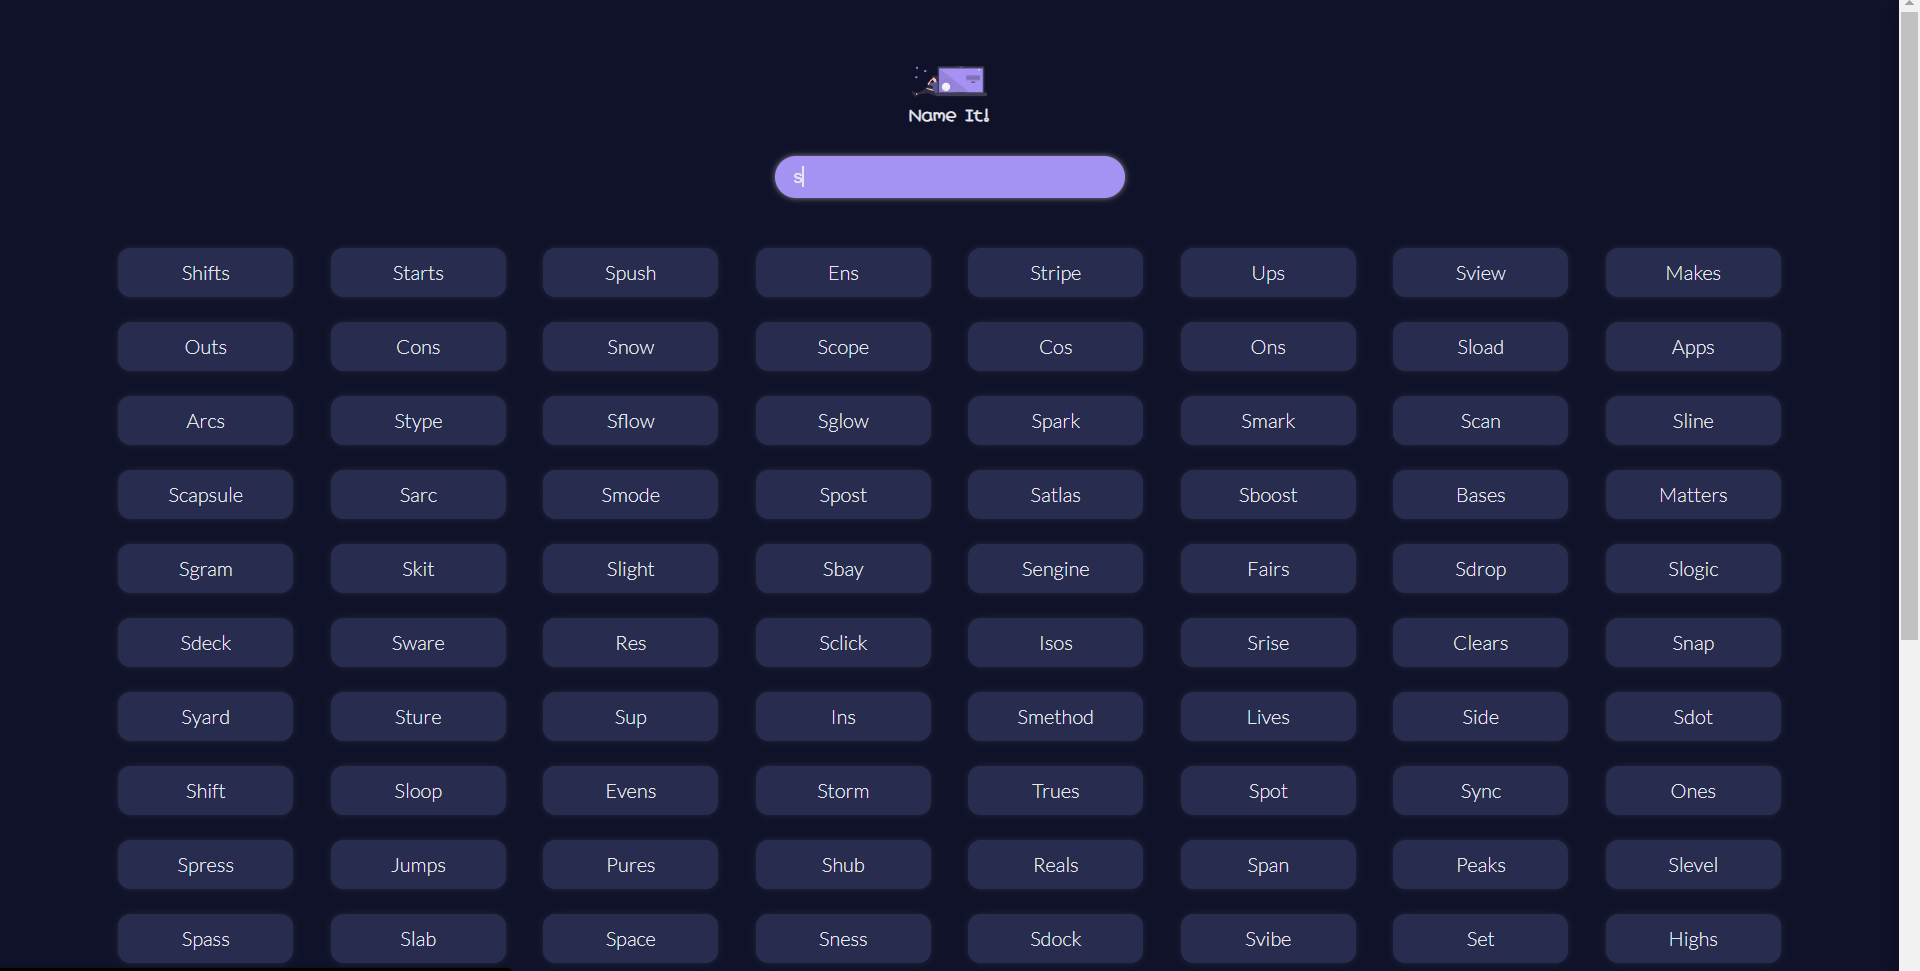 Name It!
s
Shifts Starts Spush Ens Stripe Ups Sview Makes
Outs Cons Snow Scope Cos Ons Sload Apps
Arcs Stype Sflow Sglow Spark Smark Scan Sline
Scapsule Sarc Smode Spost Satlas Sboost Bases Matters
Sgram Skit Slight Sbay Sengine Fairs Sdrop Slogic
Sdeck Sware Res Sclick Isos Srise Clears Snap
Syard Sture Sup Ins Smethod Lives Side Sdot
Shift Sloop Evens Storm Trues Spot Sync Ones
Spress Jumps Pures Shub Reals Span Peaks Slevel
Spass Slab Space Sness Sdock Svibe Set Highs